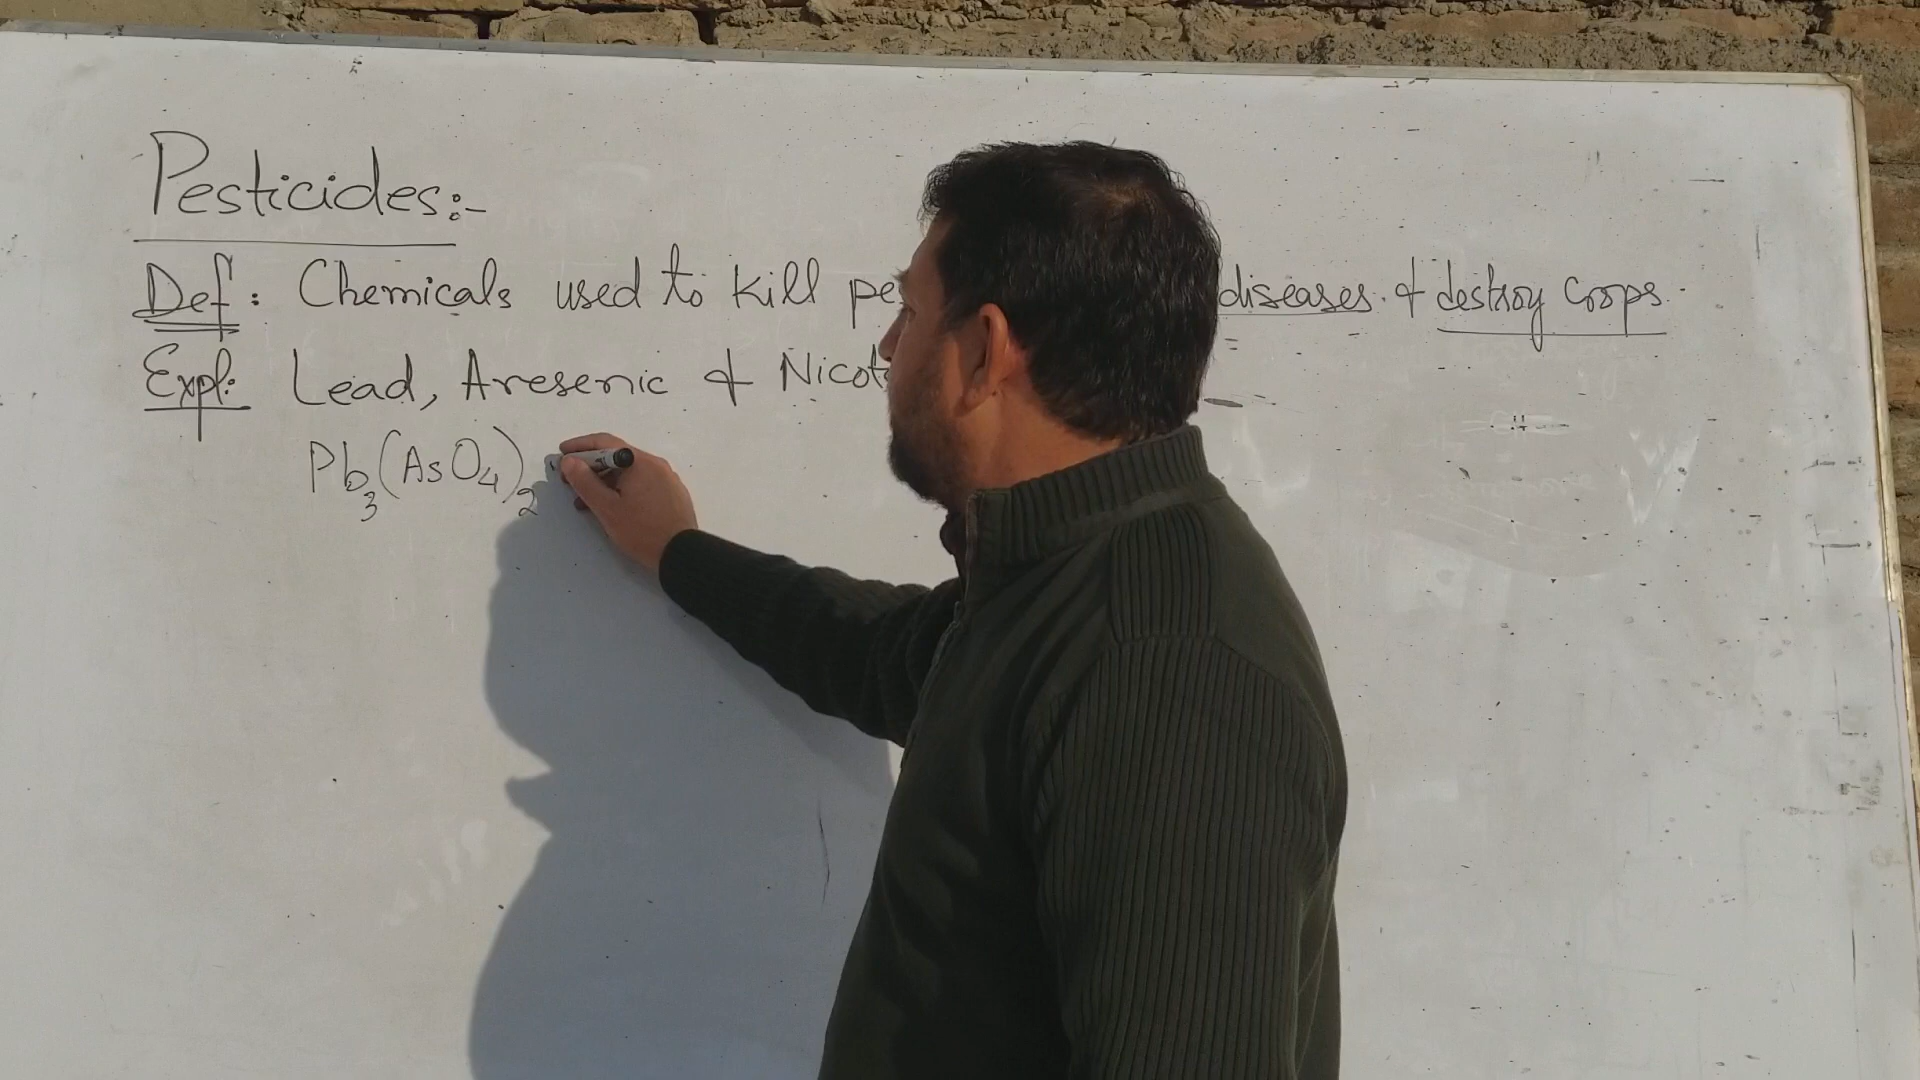 Pesticides:-
Def: Chemicals used to kill pe diseases. & destroy Crops.
Expl: Lead, Aresenic & Nicot
Pb3(AsO4)2